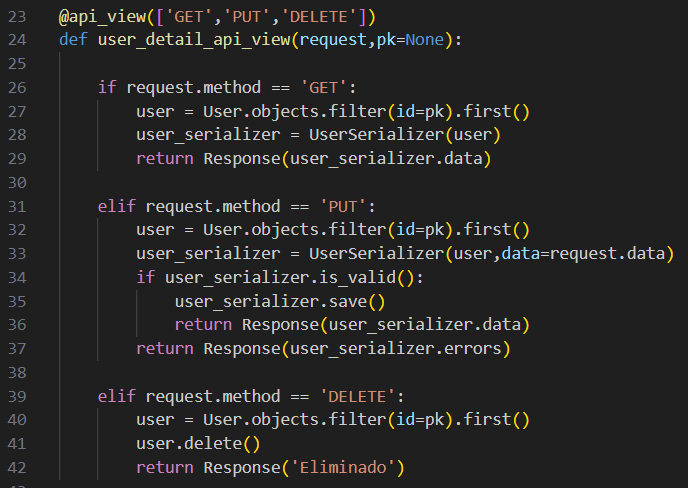 23 @api_view(['GET','PUT','DELETE'])
24 def user_detail_api_view(request,pk=None):
25
26     if request.method == 'GET':
27         user = User.objects.filter(id=pk).first()
28         user_serializer = UserSerializer(user)
29         return Response(user_serializer.data)
30
31     elif request.method == 'PUT':
32         user = User.objects.filter(id=pk).first()
33         user_serializer = UserSerializer(user,data=request.data)
34         if user_serializer.is_valid():
35             user_serializer.save()
36             return Response(user_serializer.data)
37         return Response(user_serializer.errors)
38
39     elif request.method == 'DELETE':
40         user = User.objects.filter(id=pk).first()
41         user.delete()
42         return Response('Eliminado')